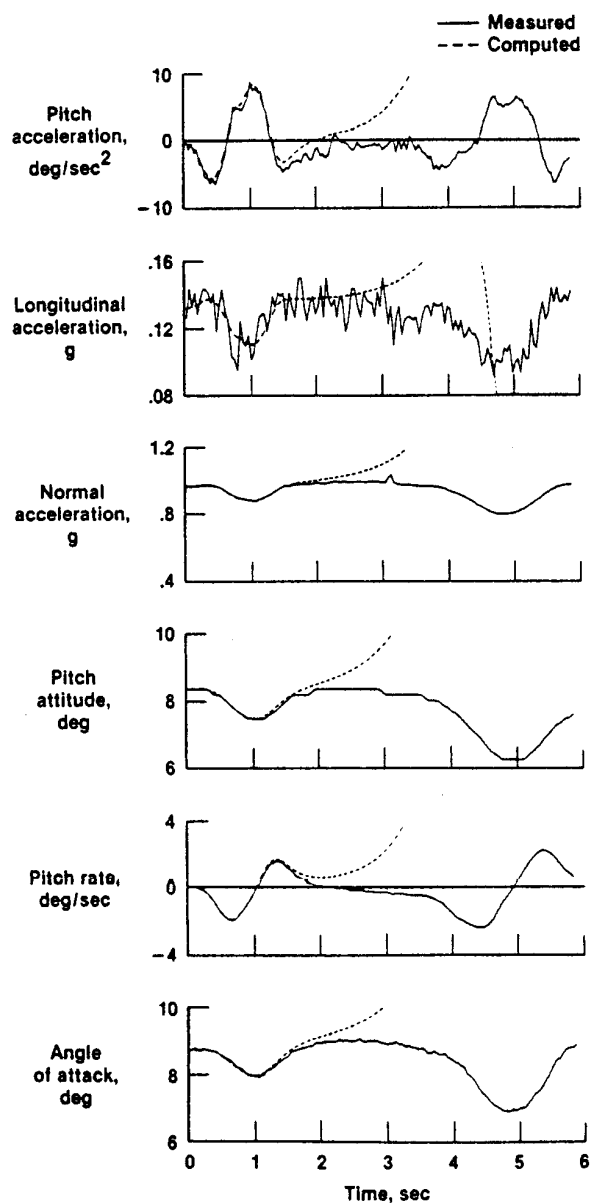 Measured
Computed
10
Pitch
acceleration,
deg/sec²
0
-10
.16
Longitudinal
acceleration,
g
.12
.08
1.2
Normal
acceleration,
g
.8
.4
10
Pitch
attitude,
deg
8
6
4
Pitch rate,
deg/sec
0
-4
10
Angle
of attack,
deg
8
6
0 1 2 3 4 5 6
Time, sec